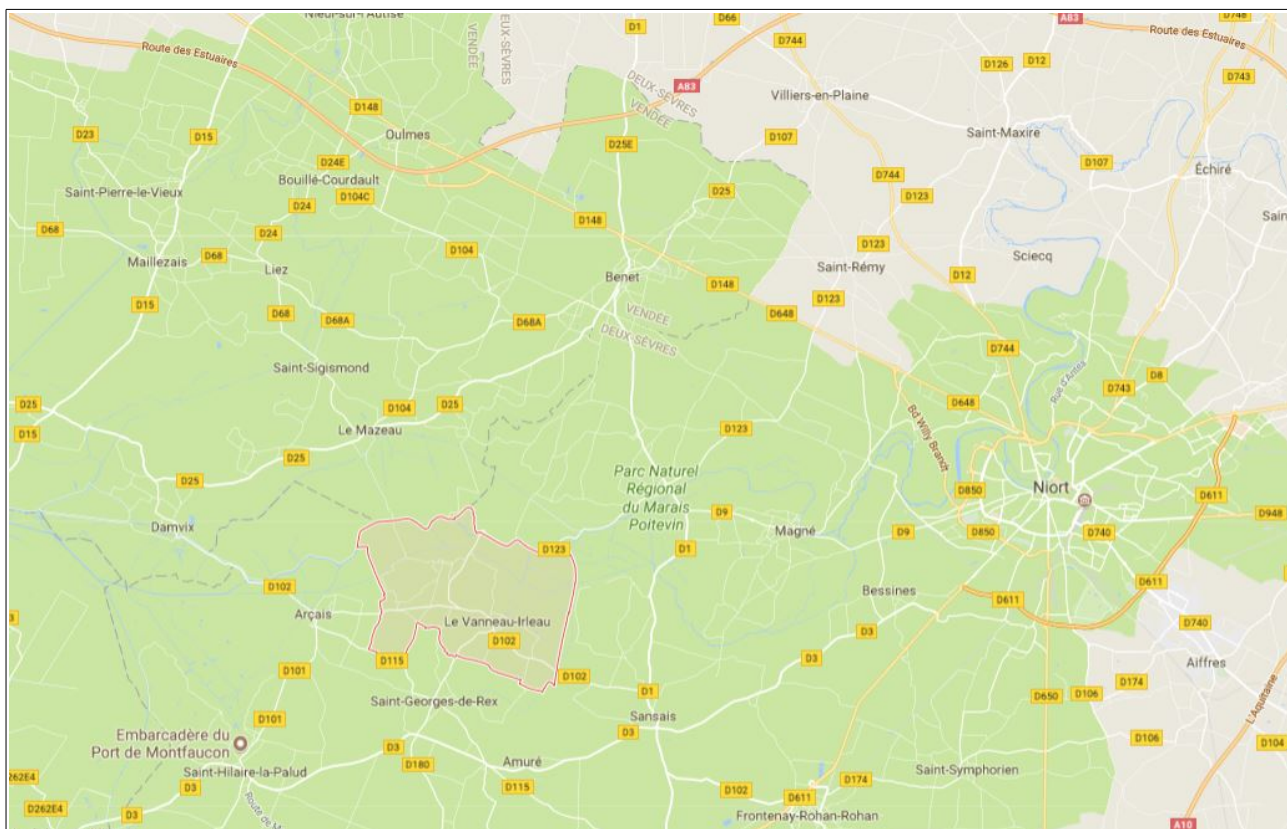 Nieul-sur-l'Autise
D1
D66
A83
D748
Route des Estuaires
VENDÉE
DEUX-SÈVRES
D744
Route des Estuaires
D126
D12
D743
DEUX-SÈVRES
VENDÉE
A83
Villiers-en-Plaine
D148
D23
D15
Oulmes
D25E
D107
Saint-Maxire
D107
D24E
Bouillé-Courdault
Échiré
D744
Saint-Pierre-le-Vieux
D24
D104C
D25
D123
D148
D68
D24
D104
D123
Maillezais
D68
Liez
Saint-Rémy
Sciecq
Benet
D12
D148
D15
D123
D68
D68A
D68A
VENDÉE
D648
DEUX-SÈVRES
D744
Saint-Sigismond
Rue d'Antes
D743
D8
D25
D104
D25
D648
D15
Le Mazeau
D123
Bd Willy Brandt
D25
Parc Naturel
Régional
du Marais
Poitevin
D25
D850
Niort
D611
Damvix
D9
D948
Magné
D9
D850
D740
D123
D1
D102
Bessines
D611
D611
Arçais
Le Vanneau-Irleau
D740
D102
D3
D115
D3
Aiffres
D101
D102
D1
D174
Saint-Georges-de-Rex
D650
D106
D101
Sansais
L'Aquitaine
Embarcadère du
Port de Montfaucon
D3
D3
D106
D104
Saint-Hilaire-la-Palud
D180
Amuré
Saint-Symphorien
262E4
D3
D115
D102
D174
D611
D262E4
D3
Frontenay-Rohan-Rohan
A10